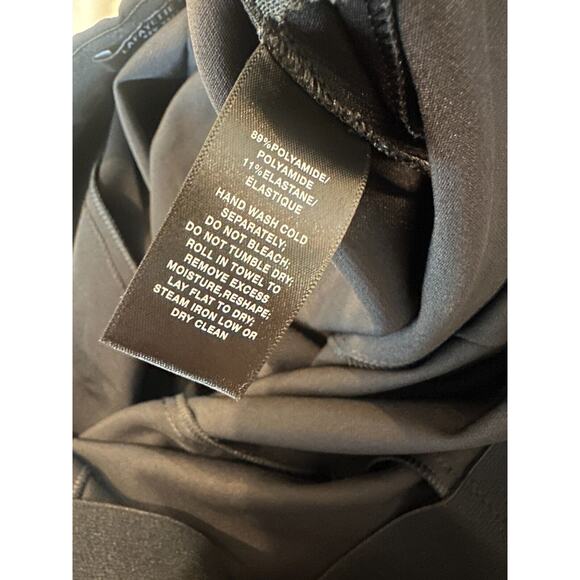 89%POLYAMIDE/
POLYAMIDE
11%ELASTANE/
ÉLASTIQUE
HAND WASH COLD
SEPARATELY;
DO NOT BLEACH;
DO NOT TUMBLE DRY;
ROLL IN TOWEL TO
REMOVE EXCESS
MOISTURE,RESHAPE;
LAY FLAT TO DRY;
STEAM IRON LOW OR
DRY CLEAN